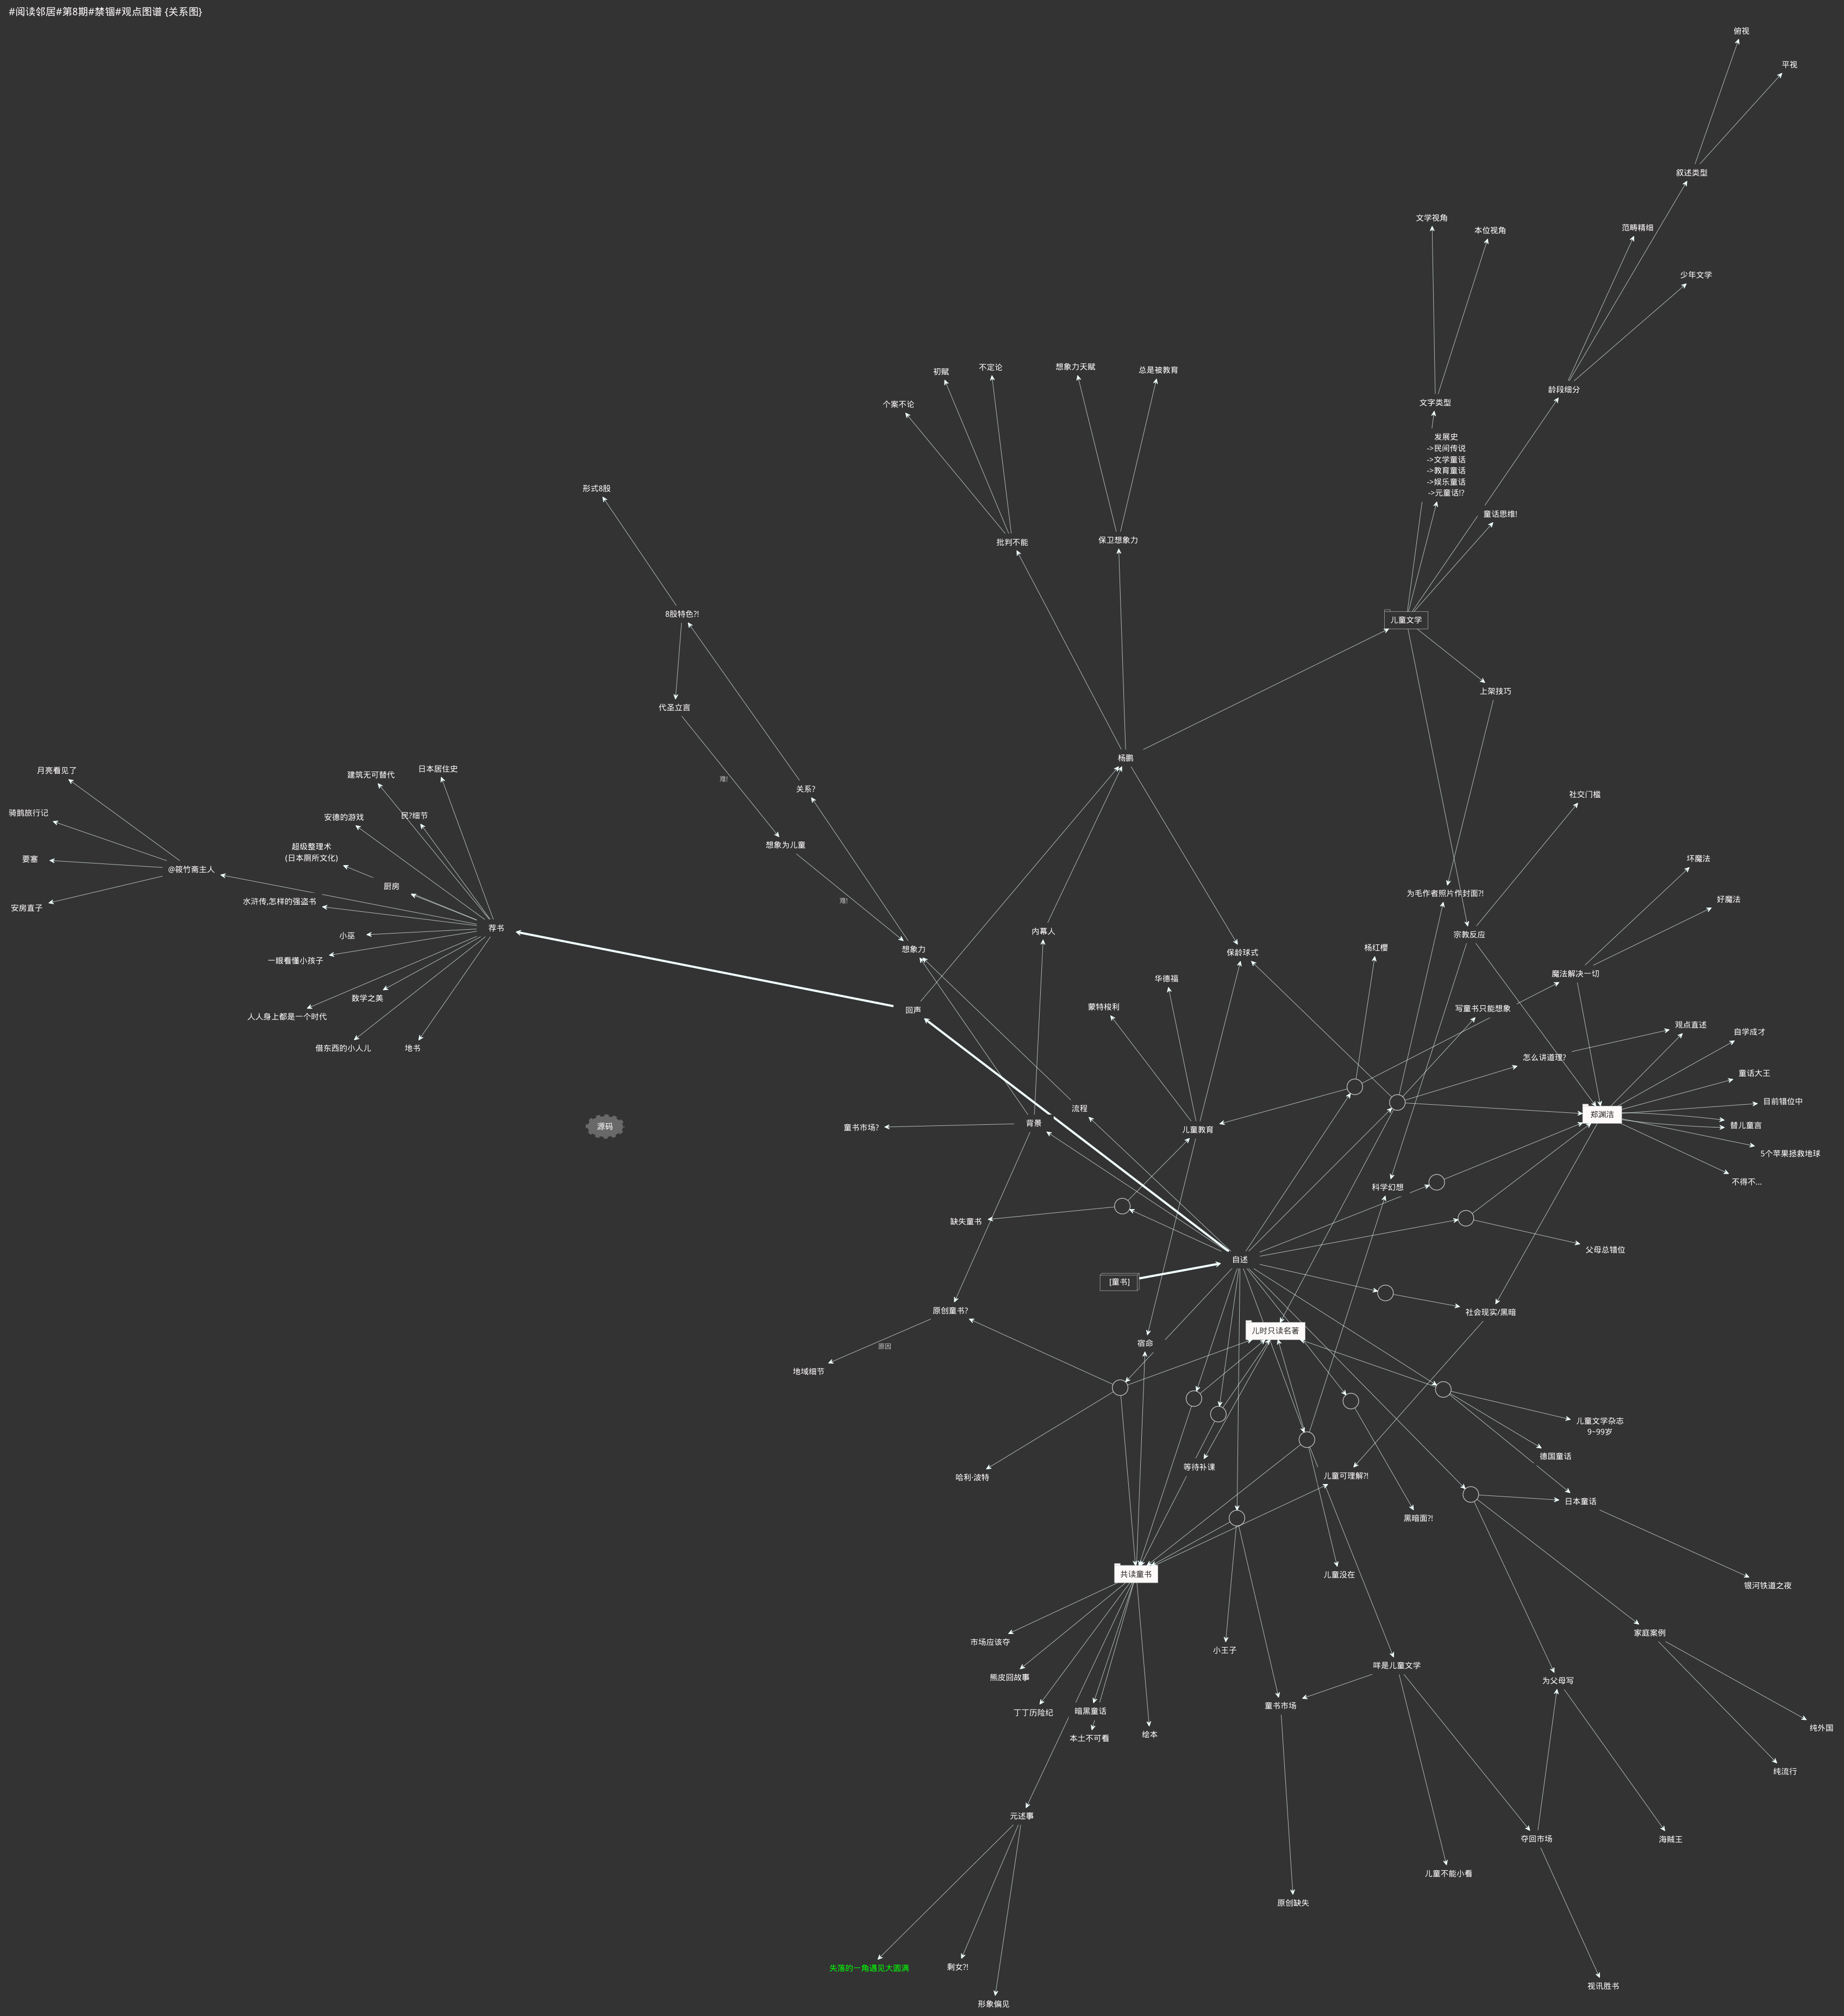 #阅读邻居#第8期#禁锢#观点图谱 {关系图}
俯视
平视
叙述类型
文学视角
本位视角
范畴精细
少年文学
初赋
不定论
想象力天赋
总是被教育
个案不论
文字类型
龄段细分
发展史
->民间传说
->文学童话
->教育童话
->娱乐童话
->元童话!?
童话思维!
形式8股
批判不能
保卫想象力
8股特色?!
儿童文学
上架技巧
代圣立言
杨鹏
月亮看见了
建筑无可替代
日本居住史
难!
关系?
社交门槛
骑鹅旅行记
安德的游戏
民?细节
超级整理术
(日本厕所文化)
想象为儿童
要塞
@筱竹斋主人
坏魔法
厨房
为毛作者照片作封面?!
好魔法
安房直子
水浒传,怎样的强盗书
难!
荐书
小巫
内幕人
宗教反应
一眼看懂小孩子
想象力
保龄球式
杨红樱
魔法解决一切
数学之美
华德福
人人身上都是一个时代
回声
蒙特梭利
写童书只能想象
借东西的小人儿
地书
观点直述
自学成才
怎么讲道理?
童话大王
流程
目前错位中
源码
童书市场?
背景
儿童教育
郑渊洁
替儿童言
5个苹果拯救地球
不得不...
科学幻想
缺失童书
父母总错位
自述
[童书]
原创童书?
社会现实/黑暗
原因
宿命
儿时只读名著
地域细节
儿童文学杂志
9~99岁
德国童话
哈利·波特
等待补课
儿童可理解?!
日本童话
黑暗面?!
共读童书
儿童没在
银河铁道之夜
市场应该夺
小王子
家庭案例
熊皮囧故事
咩是儿童文学
为父母写
丁丁历险纪
暗黑童话
童书市场
本土不可看
绘本
纯外国
纯流行
元述事
夺回市场
海贼王
儿童不能小看
原创缺失
失落的一角遇见大圆满
剩女?!
视讯胜书
形象偏见